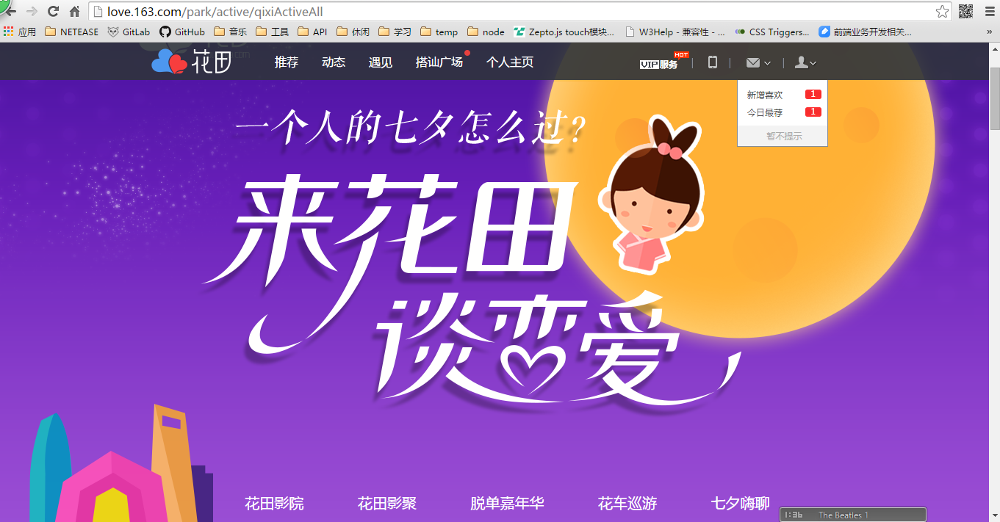 love.163.com/park/active/qixiActiveAll
应用 NETEASE GitLab GitHub 音乐 工具 API 休闲 学习 temp node Zepto.js touch模块... W3Help - 兼容性 - ... CSS Triggers... 前端业务开发相关... »
花田 推荐 动态 遇见 搭讪广场 个人主页 VIP服务 HOT
新增喜欢 1
今日最荐 1
暂不提示
一个人的七夕怎么过?
来花田
谈恋爱
花田影院 花田影聚 脱单嘉年华 花车巡游 七夕嗨聊
1:36 The Beatles 1